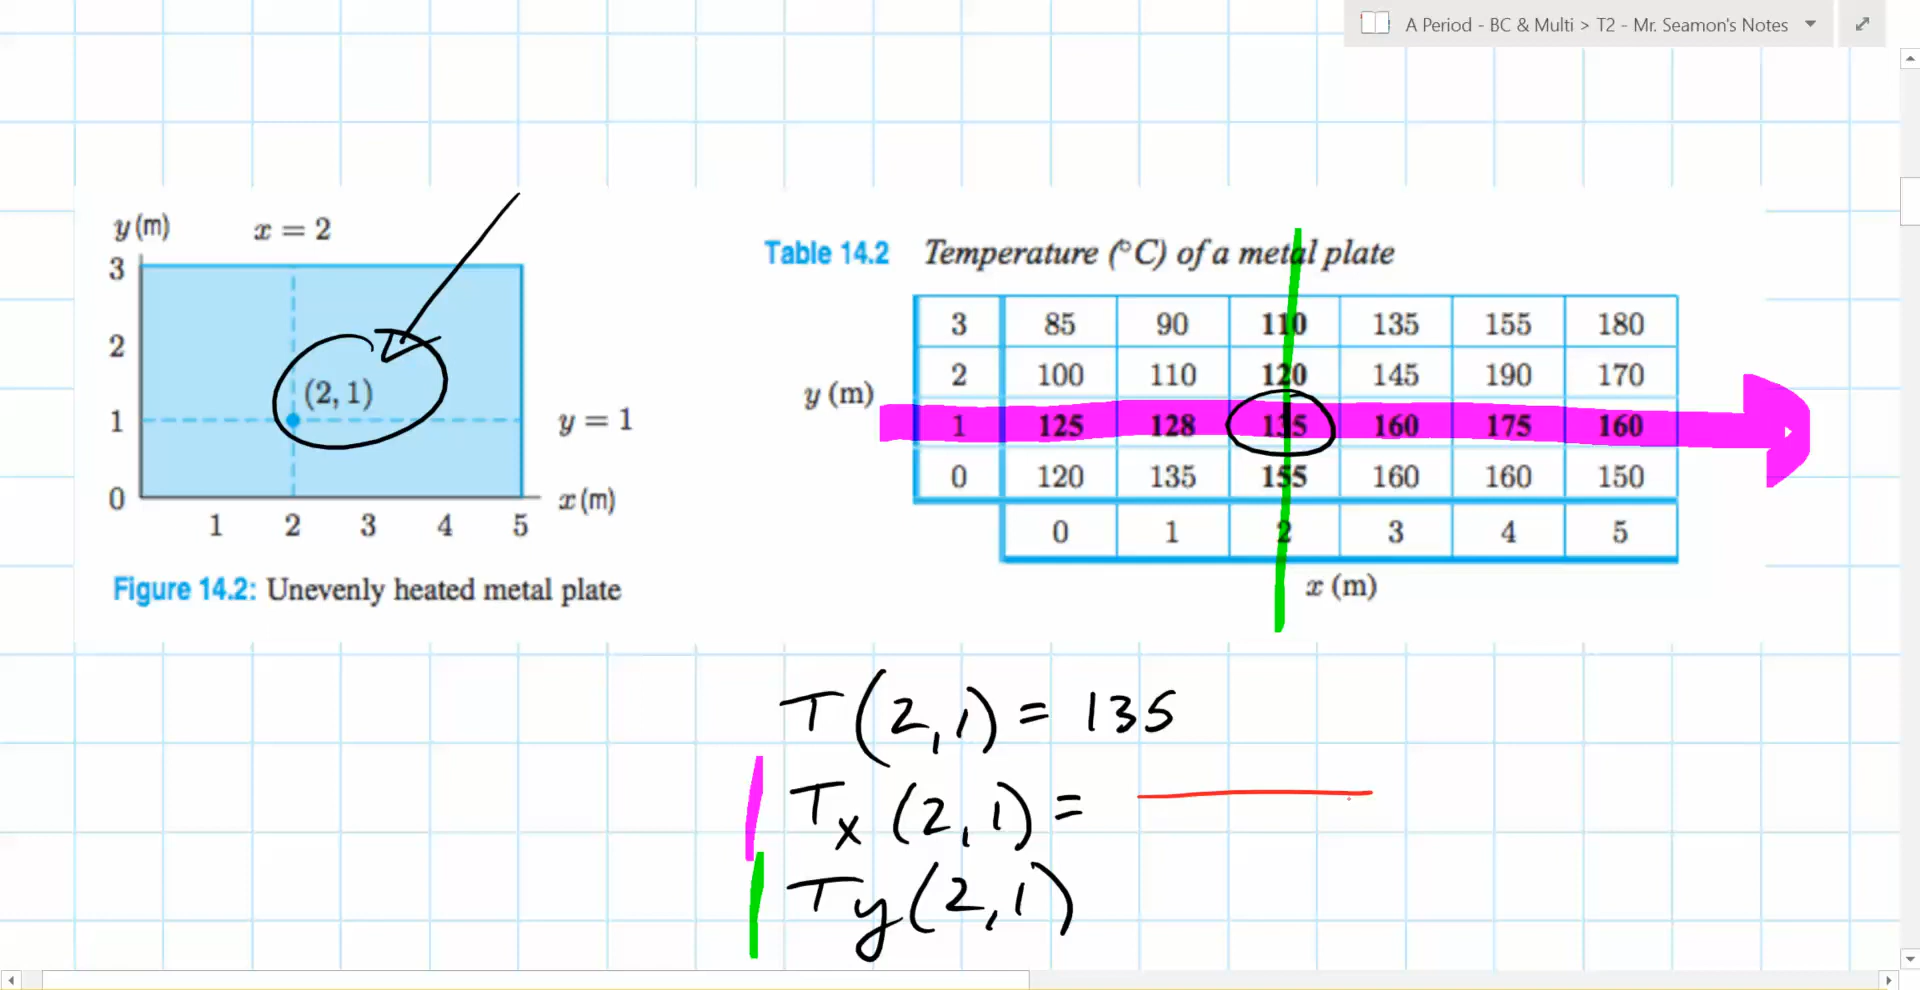 A Period - BC & Multi > T2 - Mr. Seamon's Notes
y (m)
x = 2
3
2
(2, 1)
1
y = 1
0
x (m)
1 2 3 4 5
Figure 14.2: Unevenly heated metal plate
Table 14.2 Temperature (°C) of a metal plate
3 85 90 110 135 155 180
2 100 110 120 145 190 170
y (m)
1 125 128 135 160 175 160
0 120 135 155 160 160 150
0 1 2 3 4 5
x (m)
T(2,1) = 135
Tx(2,1) =
Ty(2,1)